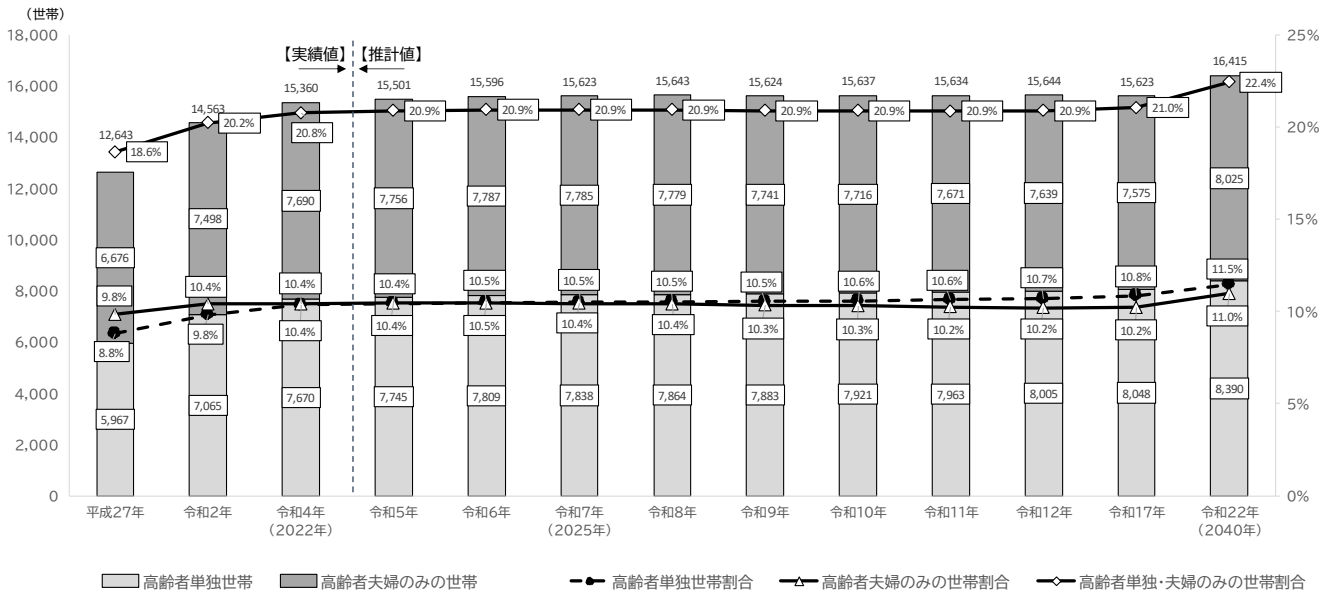 （世帯）
18,000
16,000
14,000
12,000
10,000
8,000
6,000
4,000
2,000
0
25%
20%
15%
10%
5%
0%
【実績値】 【推計値】
12,643 14,563 15,360 15,501 15,596 15,623 15,643 15,624 15,637 15,634 15,644 15,623 16,415
18.6% 20.2% 20.8% 20.9% 20.9% 20.9% 20.9% 20.9% 20.9% 20.9% 20.9% 21.0% 22.4%
6,676 7,498 7,690 7,756 7,787 7,785 7,779 7,741 7,716 7,671 7,639 7,575 8,025
9.8% 10.4% 10.4% 10.4% 10.5% 10.5% 10.5% 10.5% 10.6% 10.6% 10.7% 10.8% 11.5%
8.8% 9.8% 10.4% 10.4% 10.5% 10.4% 10.4% 10.3% 10.3% 10.2% 10.2% 10.2% 11.0%
5,967 7,065 7,670 7,745 7,809 7,838 7,864 7,883 7,921 7,963 8,005 8,048 8,390
平成27年 令和2年 令和4年 令和5年 令和6年 令和7年 令和8年 令和9年 令和10年 令和11年 令和12年 令和17年 令和22年
（2022年） （2025年） （2040年）
高齢者単独世帯 高齢者夫婦のみの世帯 高齢者単独世帯割合 高齢者夫婦のみの世帯割合 高齢者単独・夫婦のみの世帯割合